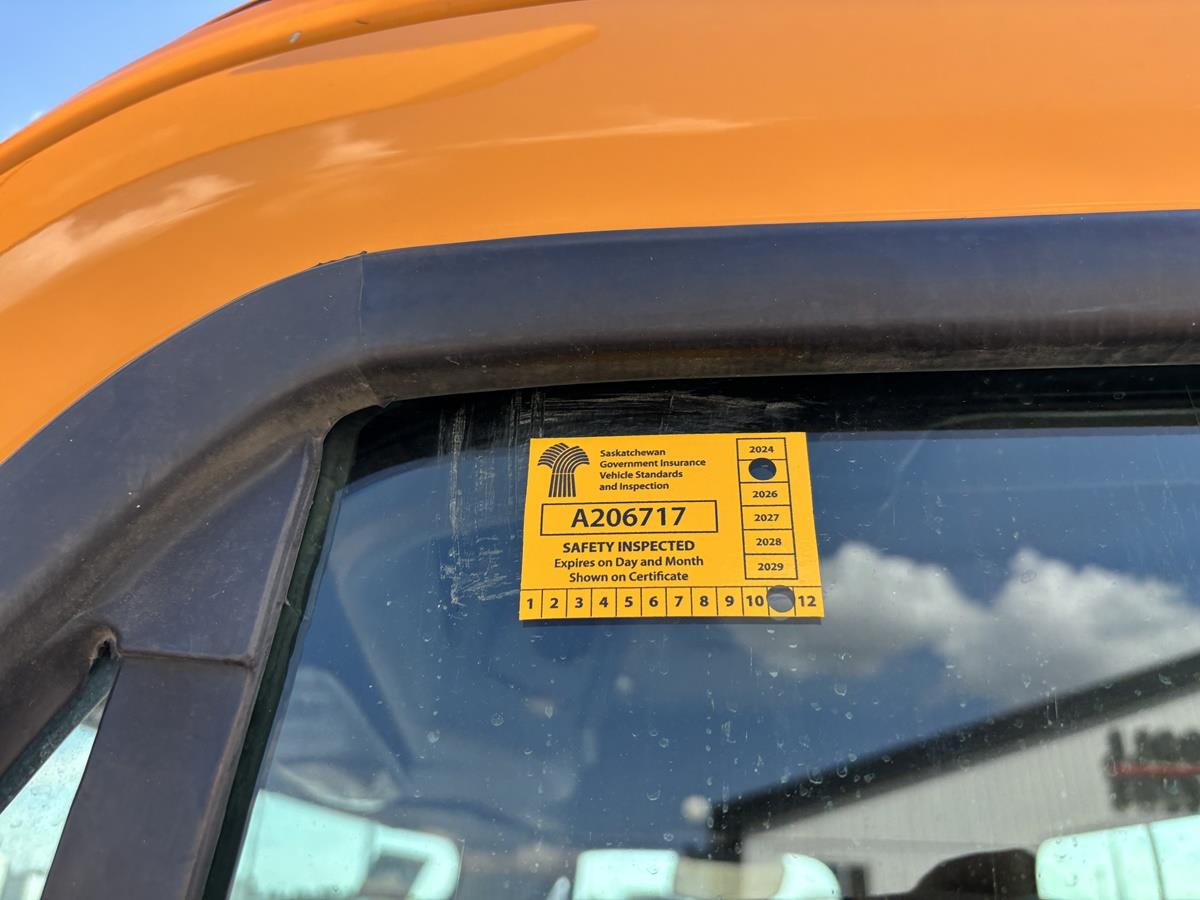 Saskatchewan
Government Insurance
Vehicle Standards
and Inspection
A206717
SAFETY INSPECTED
Expires on Day and Month
Shown on Certificate
2024
2026
2027
2028
2029
1 2 3 4 5 6 7 8 9 10 12